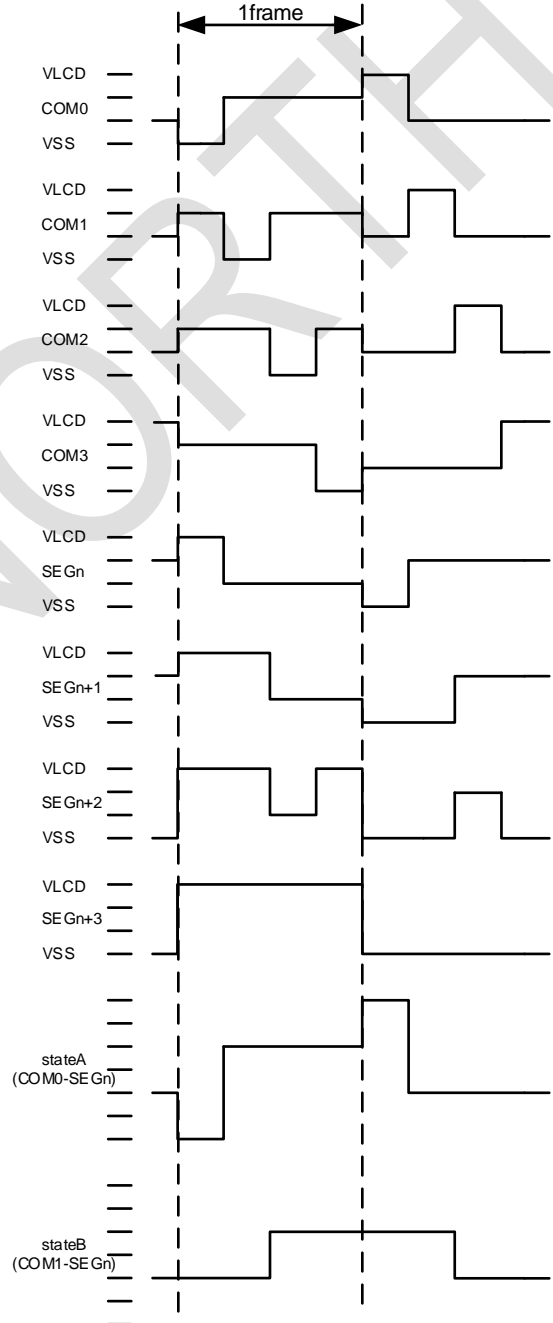 1frame
VLCD
COM0
VSS
VLCD
COM1
VSS
VLCD
COM2
VSS
VLCD
COM3
VSS
VLCD
SEGn
VSS
VLCD
SEGn+1
VSS
VLCD
SEGn+2
VSS
VLCD
SEGn+3
VSS
stateA
(COM0-SEGn)
stateB
(COM1-SEGn)
WORTH